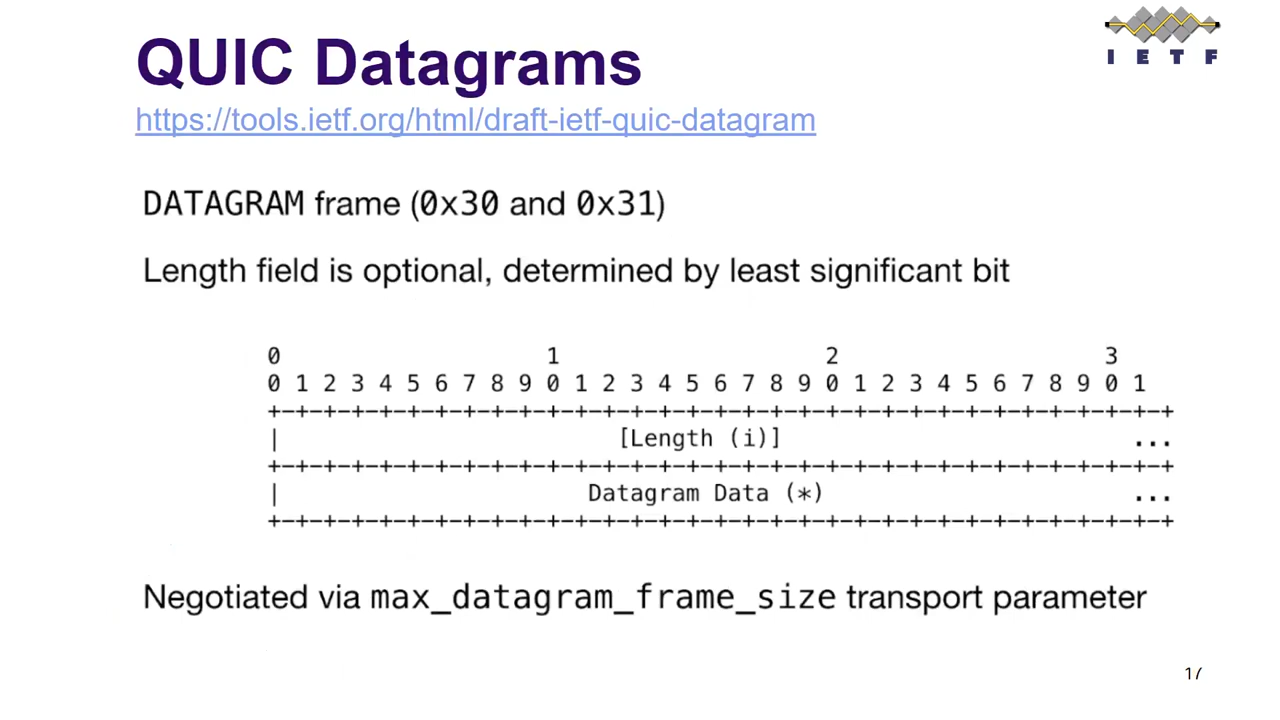 QUIC Datagrams
I E T F
https://tools.ietf.org/html/draft-ietf-quic-datagram
DATAGRAM frame (0x30 and 0x31)
Length field is optional, determined by least significant bit
0 1 2 3
0 1 2 3 4 5 6 7 8 9 0 1 2 3 4 5 6 7 8 9 0 1 2 3 4 5 6 7 8 9 0 1
+-+-+-+-+-+-+-+-+-+-+-+-+-+-+-+-+-+-+-+-+-+-+-+-+-+-+-+-+-+-+-+-+
| [Length (i)] ...
+-+-+-+-+-+-+-+-+-+-+-+-+-+-+-+-+-+-+-+-+-+-+-+-+-+-+-+-+-+-+-+-+
| Datagram Data (*) ...
+-+-+-+-+-+-+-+-+-+-+-+-+-+-+-+-+-+-+-+-+-+-+-+-+-+-+-+-+-+-+-+-+
Negotiated via max_datagram_frame_size transport parameter
17